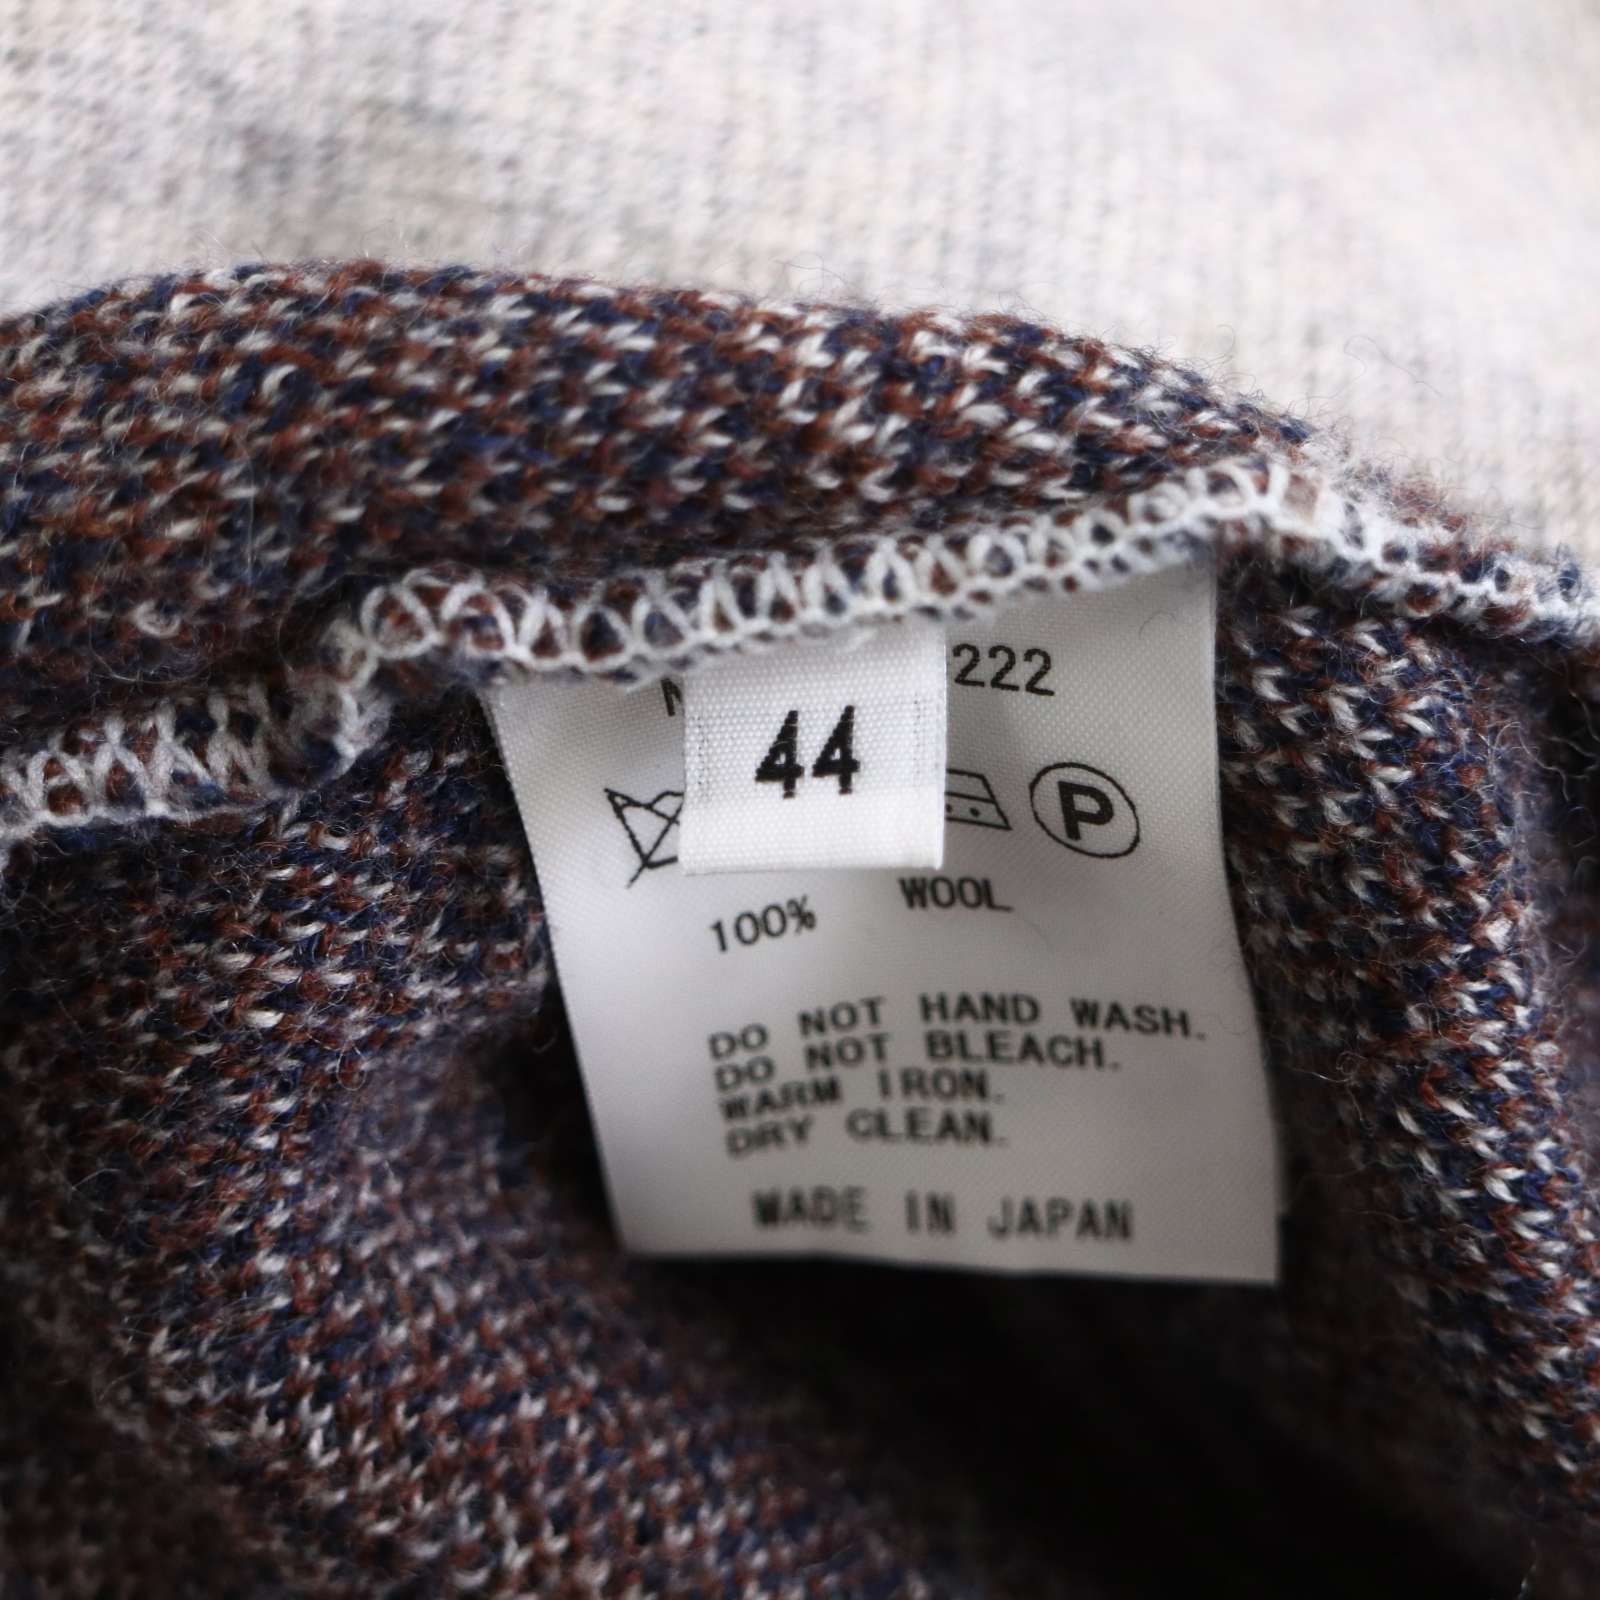 222
44
P
100% WOOL
DO NOT HAND WASH.
DO NOT BLEACH.
WARM IRON.
DRY CLEAN.
MADE IN JAPAN